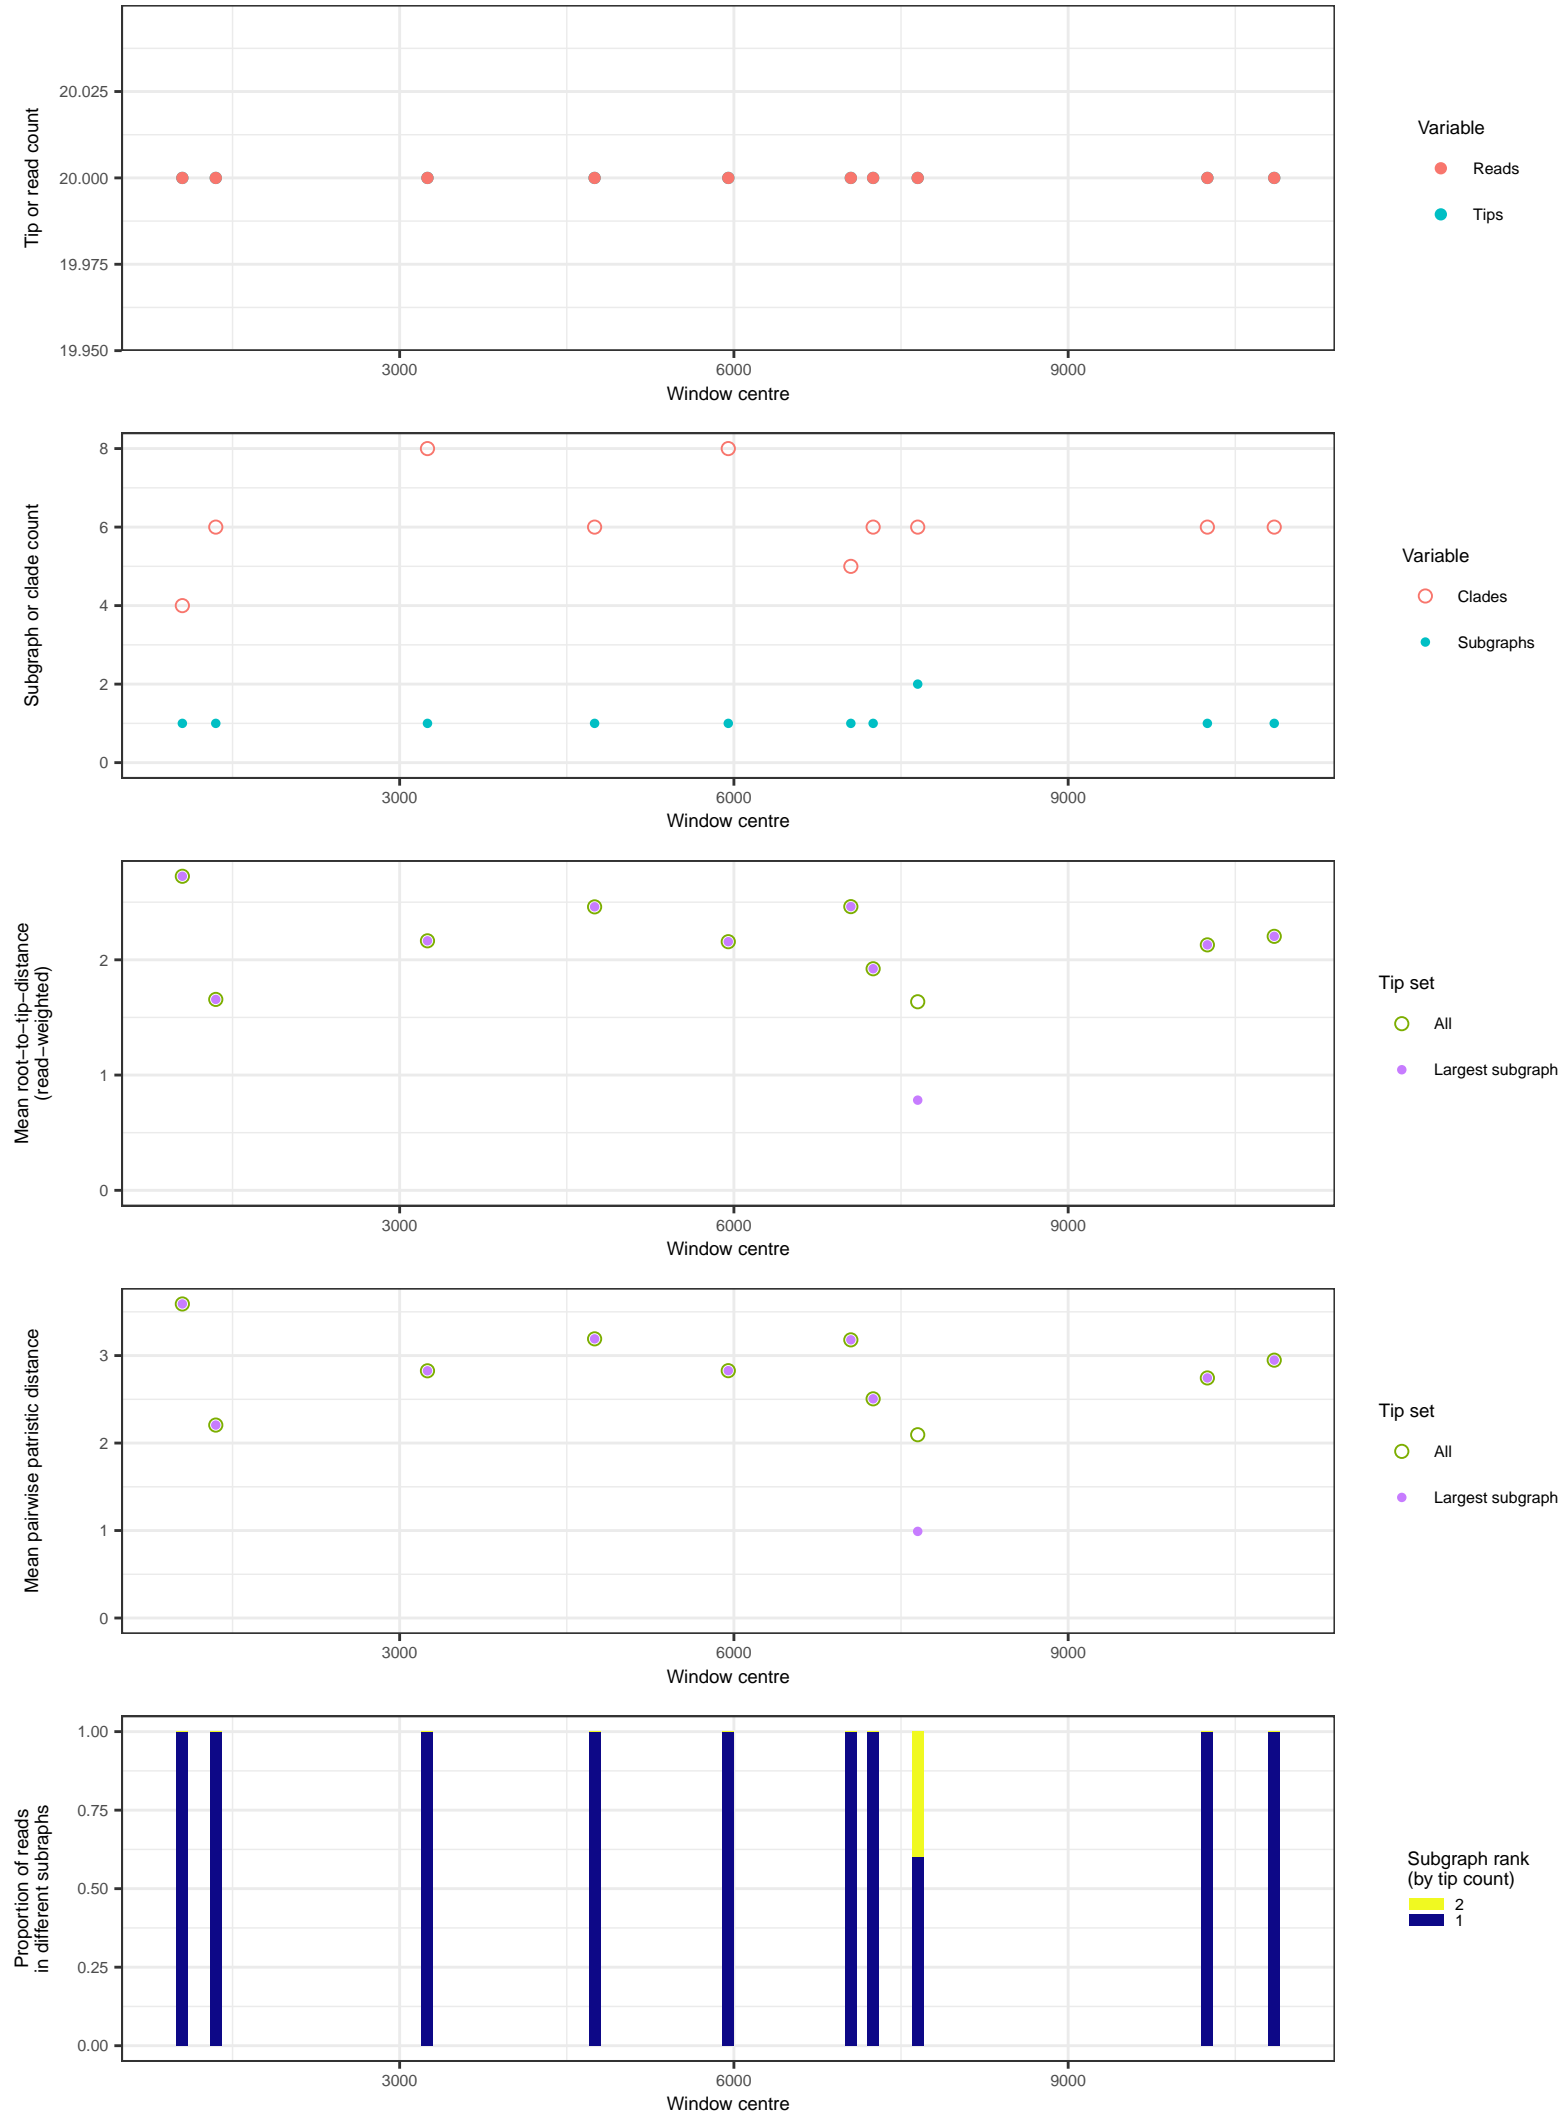 20.025
20.000
19.975
19.950
Tip or read count
3000 6000 9000
Window centre
Variable
Reads
Tips
8
6
4
2
0
Subgraph or clade count
3000 6000 9000
Window centre
Variable
Clades
Subgraphs
2
1
0
Mean root−to−tip−distance
(read−weighted)
3000 6000 9000
Window centre
Tip set
All
Largest subgraph
3
2
1
0
Mean pairwise patristic distance
3000 6000 9000
Window centre
Tip set
All
Largest subgraph
1.00
0.75
0.50
0.25
0.00
Proportion of reads
in different subraphs
3000 6000 9000
Window centre
Subgraph rank
(by tip count)
2
1